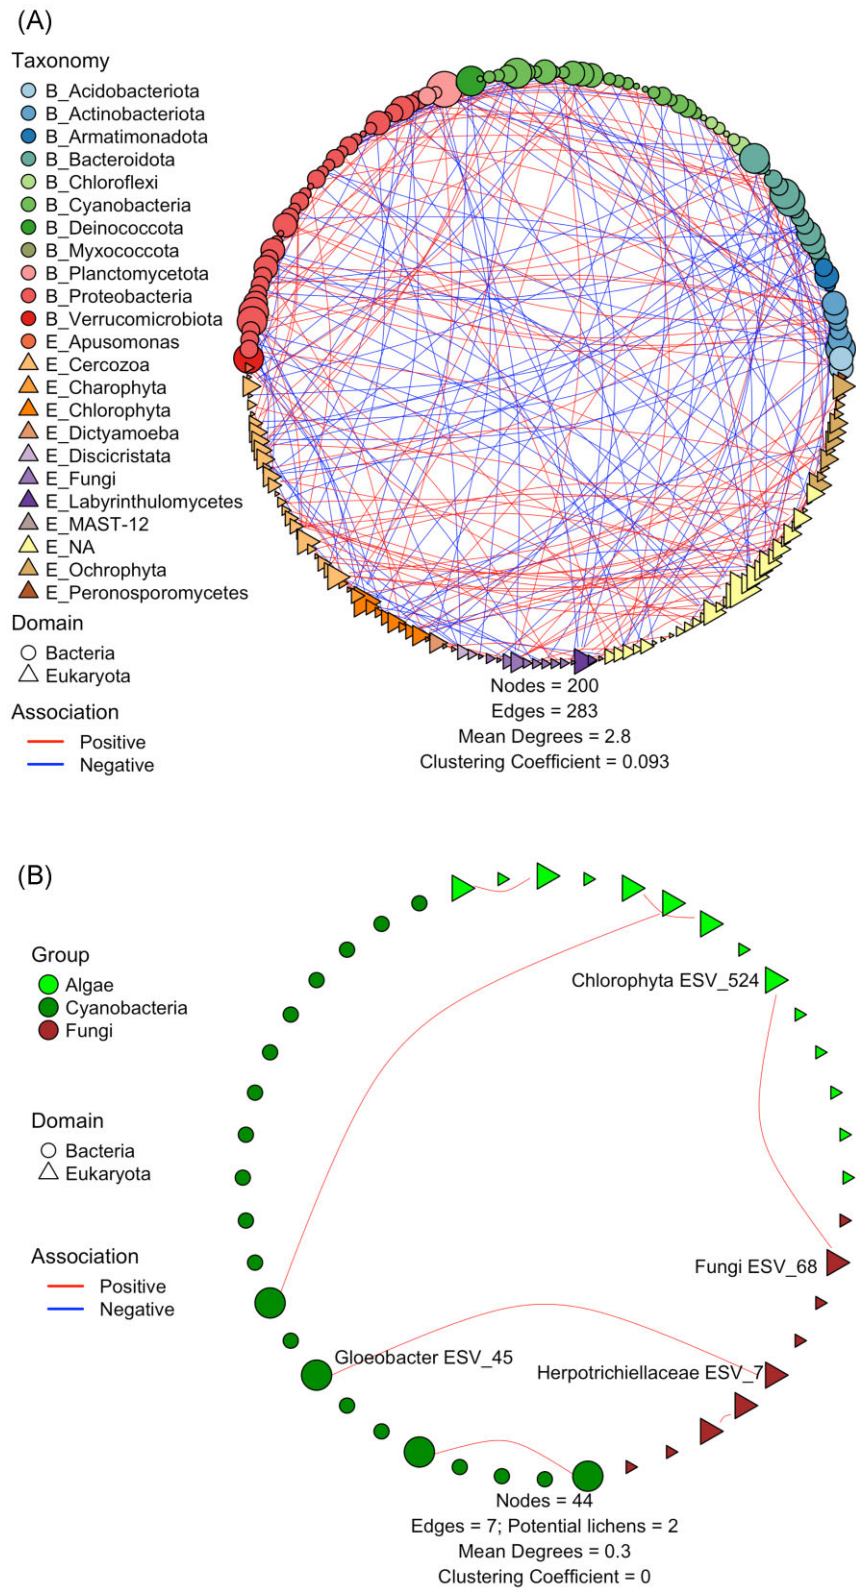 (A)
Taxonomy
B_Acidobacteriota
B_Actinobacteriota
B_Armatimonadota
B_Bacteroidota
B_Chloroflexi
B_Cyanobacteria
B_Deinococcota
B_Myxococcota
B_Planctomycetota
B_Proteobacteria
B_Verrucomicrobiota
E_Apusomonas
E_Cercozoa
E_Charophyta
E_Chlorophyta
E_Dictyamoeba
E_Discicristata
E_Fungi
E_Labyrinthulomycetes
E_MAST-12
E_NA
E_Ochrophyta
E_Peronosporomycetes
Domain
Bacteria
Eukaryota
Association
Positive
Negative
Nodes = 200
Edges = 283
Mean Degrees = 2.8
Clustering Coefficient = 0.093
(B)
Group
Algae
Cyanobacteria
Fungi
Domain
Bacteria
Eukaryota
Association
Positive
Negative
Chlorophyta ESV_524
Fungi ESV_68
Gloeobacter ESV_45
Herpotrichiellaceae ESV_7
Nodes = 44
Edges = 7; Potential lichens = 2
Mean Degrees = 0.3
Clustering Coefficient = 0